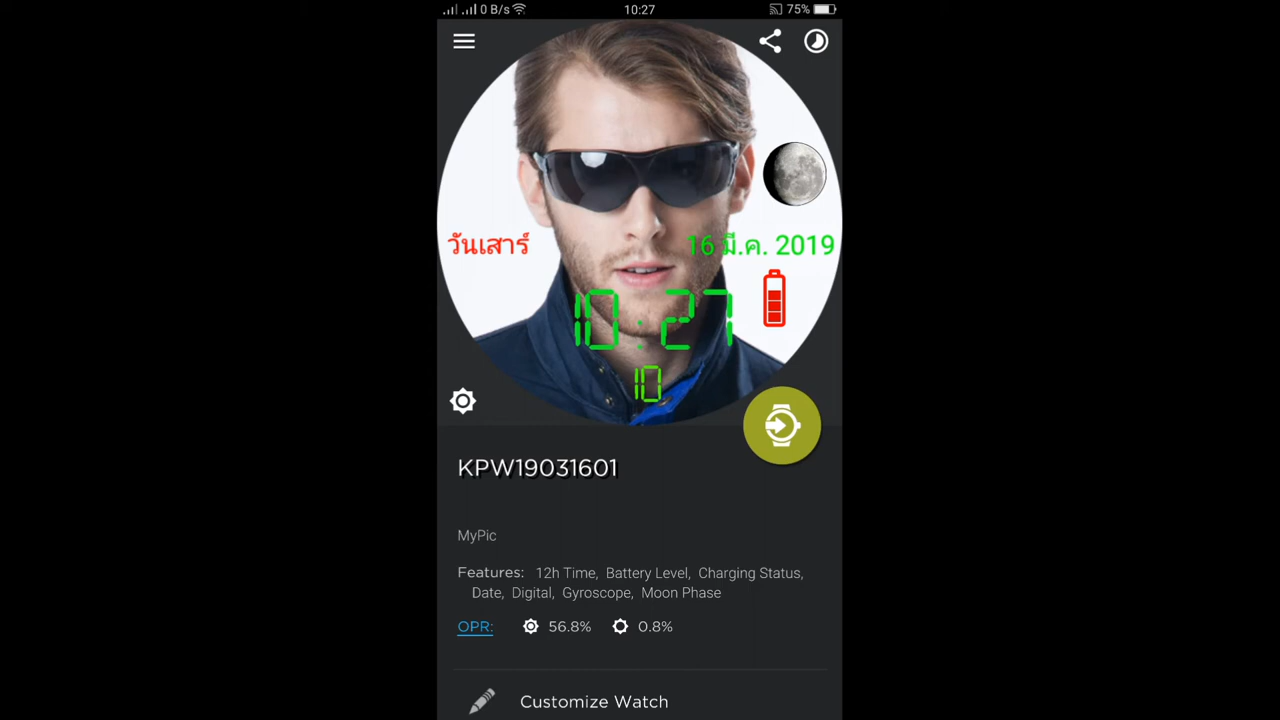 0 B/s 10:27 75%
วันเสาร์ 16 มี.ค. 2019
10:27
10
KPW19031601
MyPic
Features: 12h Time, Battery Level, Charging Status,
Date, Digital, Gyroscope, Moon Phase
OPR: 56.8% 0.8%
Customize Watch